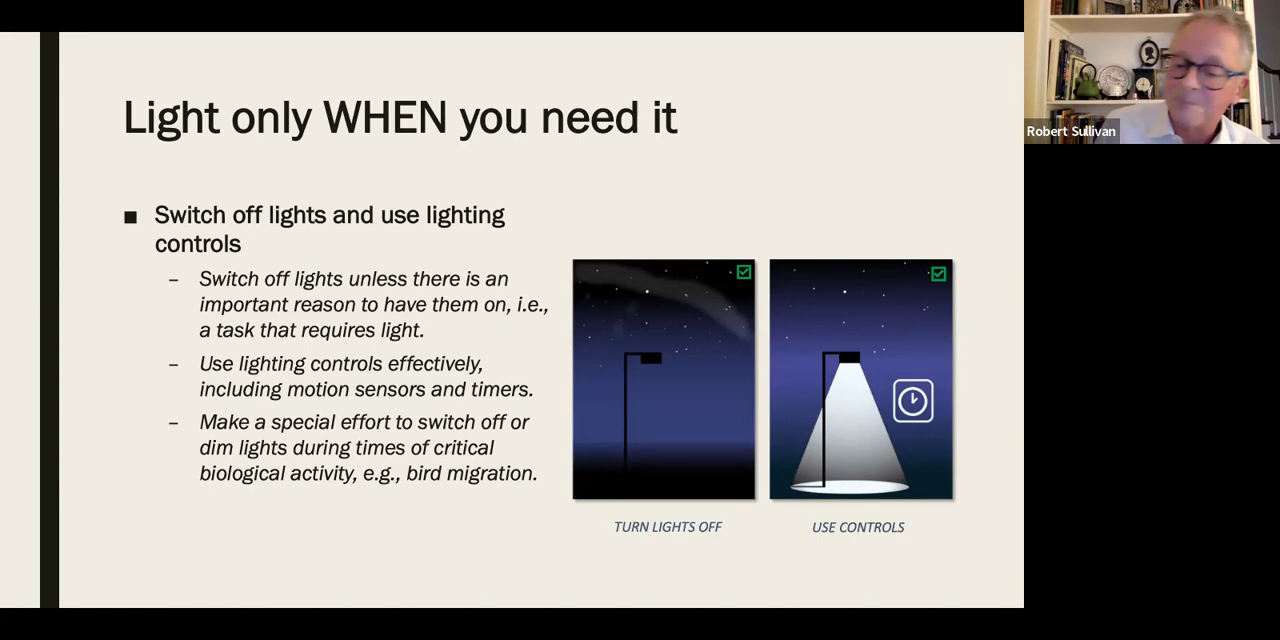 Light only WHEN you need it
■ Switch off lights and use lighting
controls
– Switch off lights unless there is an
important reason to have them on, i.e.,
a task that requires light.
– Use lighting controls effectively,
including motion sensors and timers.
– Make a special effort to switch off or
dim lights during times of critical
biological activity, e.g., bird migration.
TURN LIGHTS OFF
USE CONTROLS
Robert Sullivan